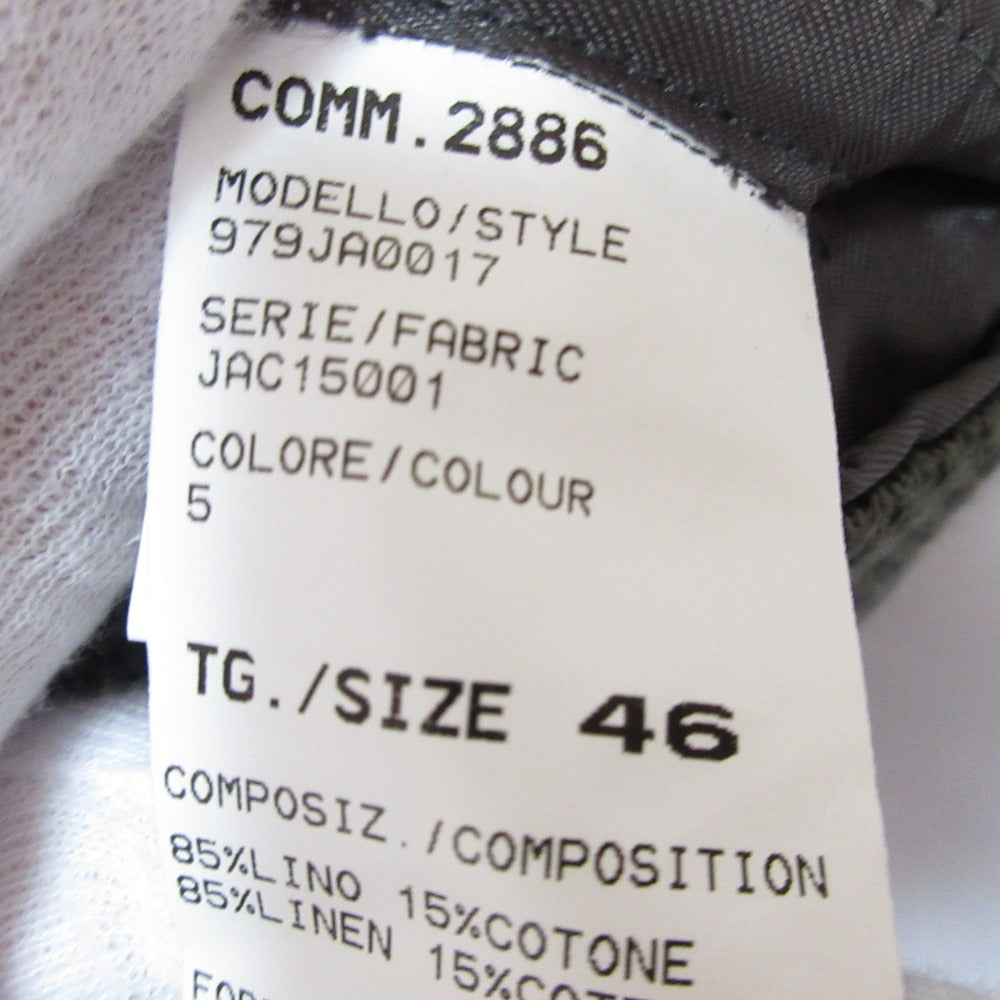 COMM.2886
MODELLO/STYLE
979JA0017
SERIE/FABRIC
JAC15001
COLORE/COLOUR
5
TG./SIZE 46
COMPOSIZ./COMPOSITION
85%LINO 15%COTONE
85%LINEN